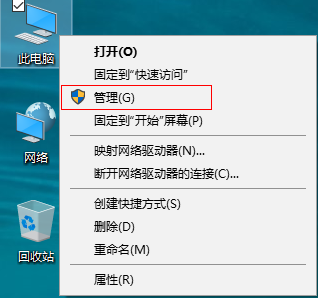 此电脑
网络
回收站
打开(O)
固定到"快速访问"
管理(G)
固定到"开始"屏幕(P)
映射网络驱动器(N)...
断开网络驱动器的连接(C)...
创建快捷方式(S)
删除(D)
重命名(M)
属性(R)